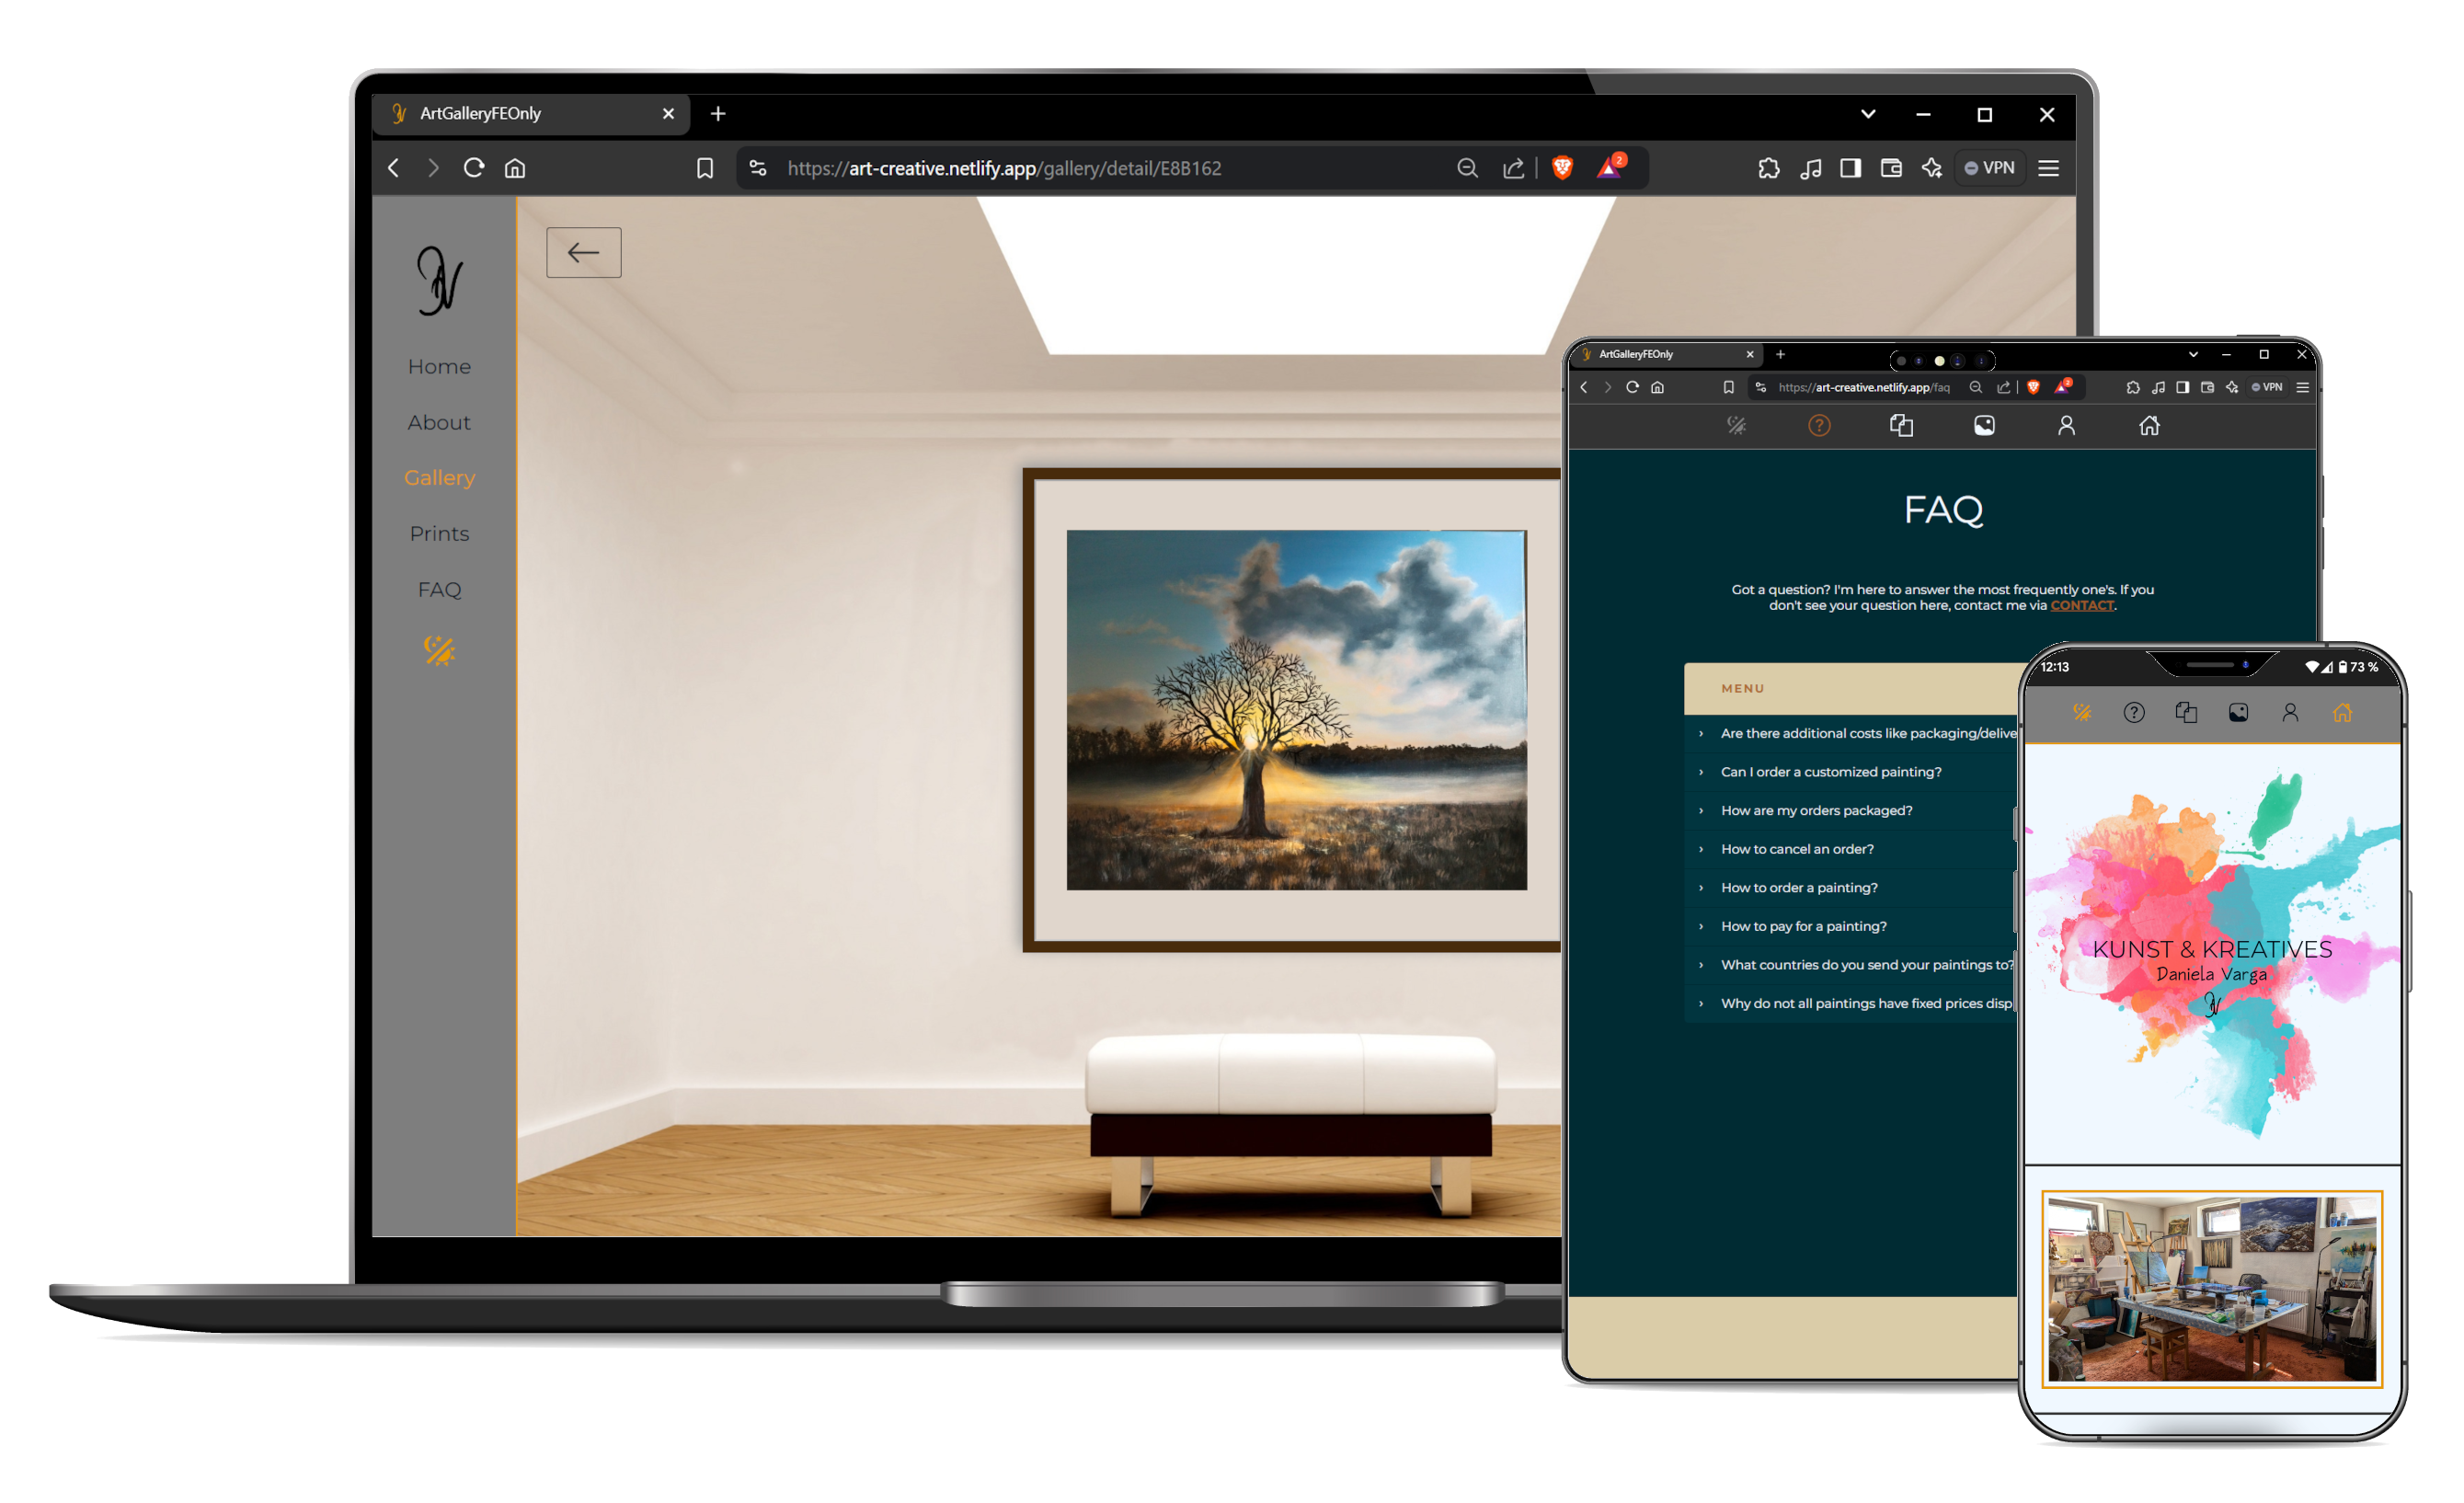 ArtGalleryFEOnly
https://art-creative.netlify.app/gallery/detail/E8B162
2
VPN
Home
About
Gallery
Prints
FAQ
ArtGalleryFEOnly
https://art-creative.netlify.app/faq
2
VPN
FAQ
Got a question? I'm here to answer the most frequently one's. If you
don't see your question here, contact me via CONTACT.
MENU
Are there additional costs like packaging/delive
Can I order a customized painting?
How are my orders packaged?
How to cancel an order?
How to order a painting?
How to pay for a painting?
What countries do you send your paintings to?
Why do not all paintings have fixed prices disp
12:13
73 %
KUNST & KREATIVES
Daniela Varga